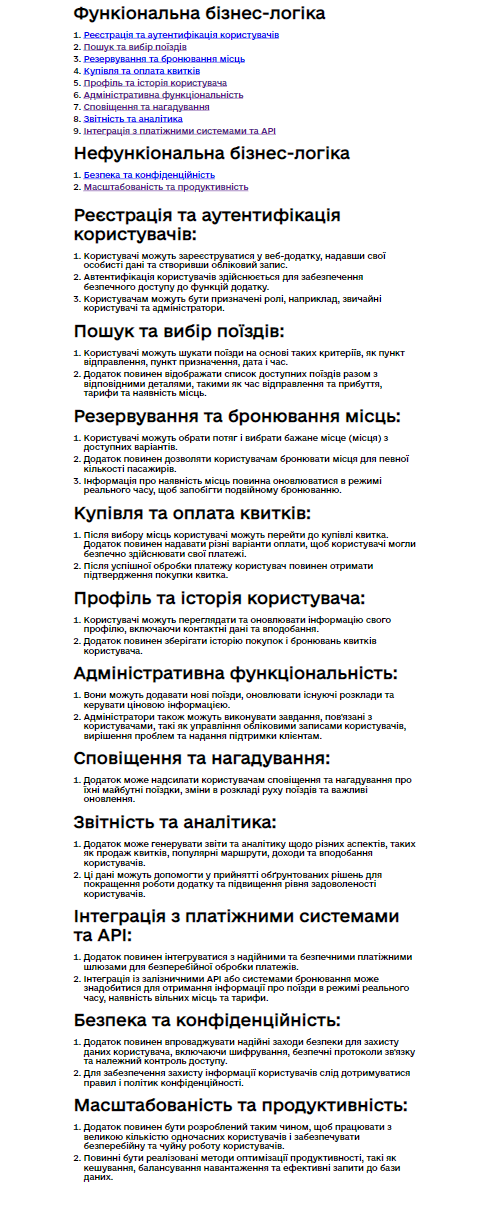 Функіональна бізнес-логіка
1. Реєстрація та аутентифікація користувачів
2. Пошук та вибір поїздів
3. Резервування та бронювання місць
4. Купівля та оплата квитків
5. Профіль та історія користувача
6. Адміністративна функціональність
7. Сповіщення та нагадування
8. Звітність та аналітика
9. Інтеграція з платіжними системами та API
Нефункіональна бізнес-логіка
1. Безпека та конфіденційність
2. Масштабованість та продуктивність
Реєстрація та аутентифікація
користувачів:
1. Користувачі можуть зареєструватися у веб-додатку, надавши свої
особисті дані та створивши обліковий запис.
2. Автентифікація користувачів здійснюється для забезпечення
безпечного доступу до функцій додатку.
3. Користувачам можуть бути призначені ролі, наприклад, звичайні
користувачі та адміністратори.
Пошук та вибір поїздів:
1. Користувачі можуть шукати поїзди на основі таких критеріїв, як пункт
відправлення, пункт призначення, дата і час.
2. Додаток повинен відображати список доступних поїздів разом з
відповідними деталями, такими як час відправлення та прибуття,
тарифи та наявність місць.
Резервування та бронювання місць:
1. Користувачі можуть обрати потяг і вибрати бажане місце (місця) з
доступних варіантів.
2. Додаток повинен дозволяти користувачам бронювати місця для певної
кількості пасажирів.
3. Інформація про наявність місць повинна оновлюватися в режимі
реального часу, щоб запобігти подвійному бронюванню.
Купівля та оплата квитків:
1. Після вибору місць користувачі можуть перейти до купівлі квитка.
Додаток повинен надавати різні варіанти оплати, щоб користувачі могли
безпечно здійснювати свої платежі.
2. Після успішної обробки платежу користувач повинен отримати
підтвердження покупки квитка.
Профіль та історія користувача:
1. Користувачі можуть переглядати та оновлювати інформацію свого
профілю, включаючи контактні дані та вподобання.
2. Додаток повинен зберігати історію покупок і бронювань квитків
користувача.
Адміністративна функціональність:
1. Вони можуть додавати нові поїзди, оновлювати існуючі розклади та
керувати ціновою інформацією.
2. Адміністратори також можуть виконувати завдання, пов'язані з
користувачами, такі як управління обліковими записами користувачів,
вирішення проблем та надання підтримки клієнтам.
Сповіщення та нагадування:
1. Додаток може надсилати користувачам сповіщення та нагадування про
їхні майбутні поїздки, зміни в розкладі руху поїздів та важливі
оновлення.
Звітність та аналітика:
1. Додаток може генерувати звіти та аналітику щодо різних аспектів, таких
як продаж квитків, популярні маршрути, доходи та вподобання
користувачів.
2. Ці дані можуть допомогти у прийнятті обґрунтованих рішень для
покращення роботи додатку та підвищення рівня задоволеності
користувачів.
Інтеграція з платіжними системами
та API:
1. Додаток повинен інтегруватися з надійними та безпечними платіжними
шлюзами для безперебійної обробки платежів.
2. Інтеграція із залізничними API або системами бронювання може
знадобитися для отримання інформації про поїзди в режимі реального
часу, наявність вільних місць та тарифи.
Безпека та конфіденційність:
1. Додаток повинен впроваджувати надійні заходи безпеки для захисту
даних користувача, включаючи шифрування, безпечні протоколи зв'язку
та належний контроль доступу.
2. Для забезпечення захисту інформації користувачів слід дотримуватися
правил і політик конфіденційності.
Масштабованість та продуктивність:
1. Додаток повинен бути розроблений таким чином, щоб працювати з
великою кількістю одночасних користувачів і забезпечувати
безперебійну та чуйну роботу користувачів.
2. Повинні бути реалізовані методи оптимізації продуктивності, такі як
кешування, балансування навантаження та ефективні запити до бази
даних.